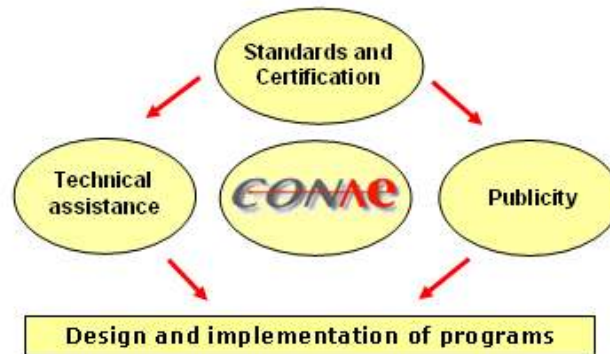 Standards and
Certification
Technical
assistance
CONAE
Publicity
Design and implementation of programs